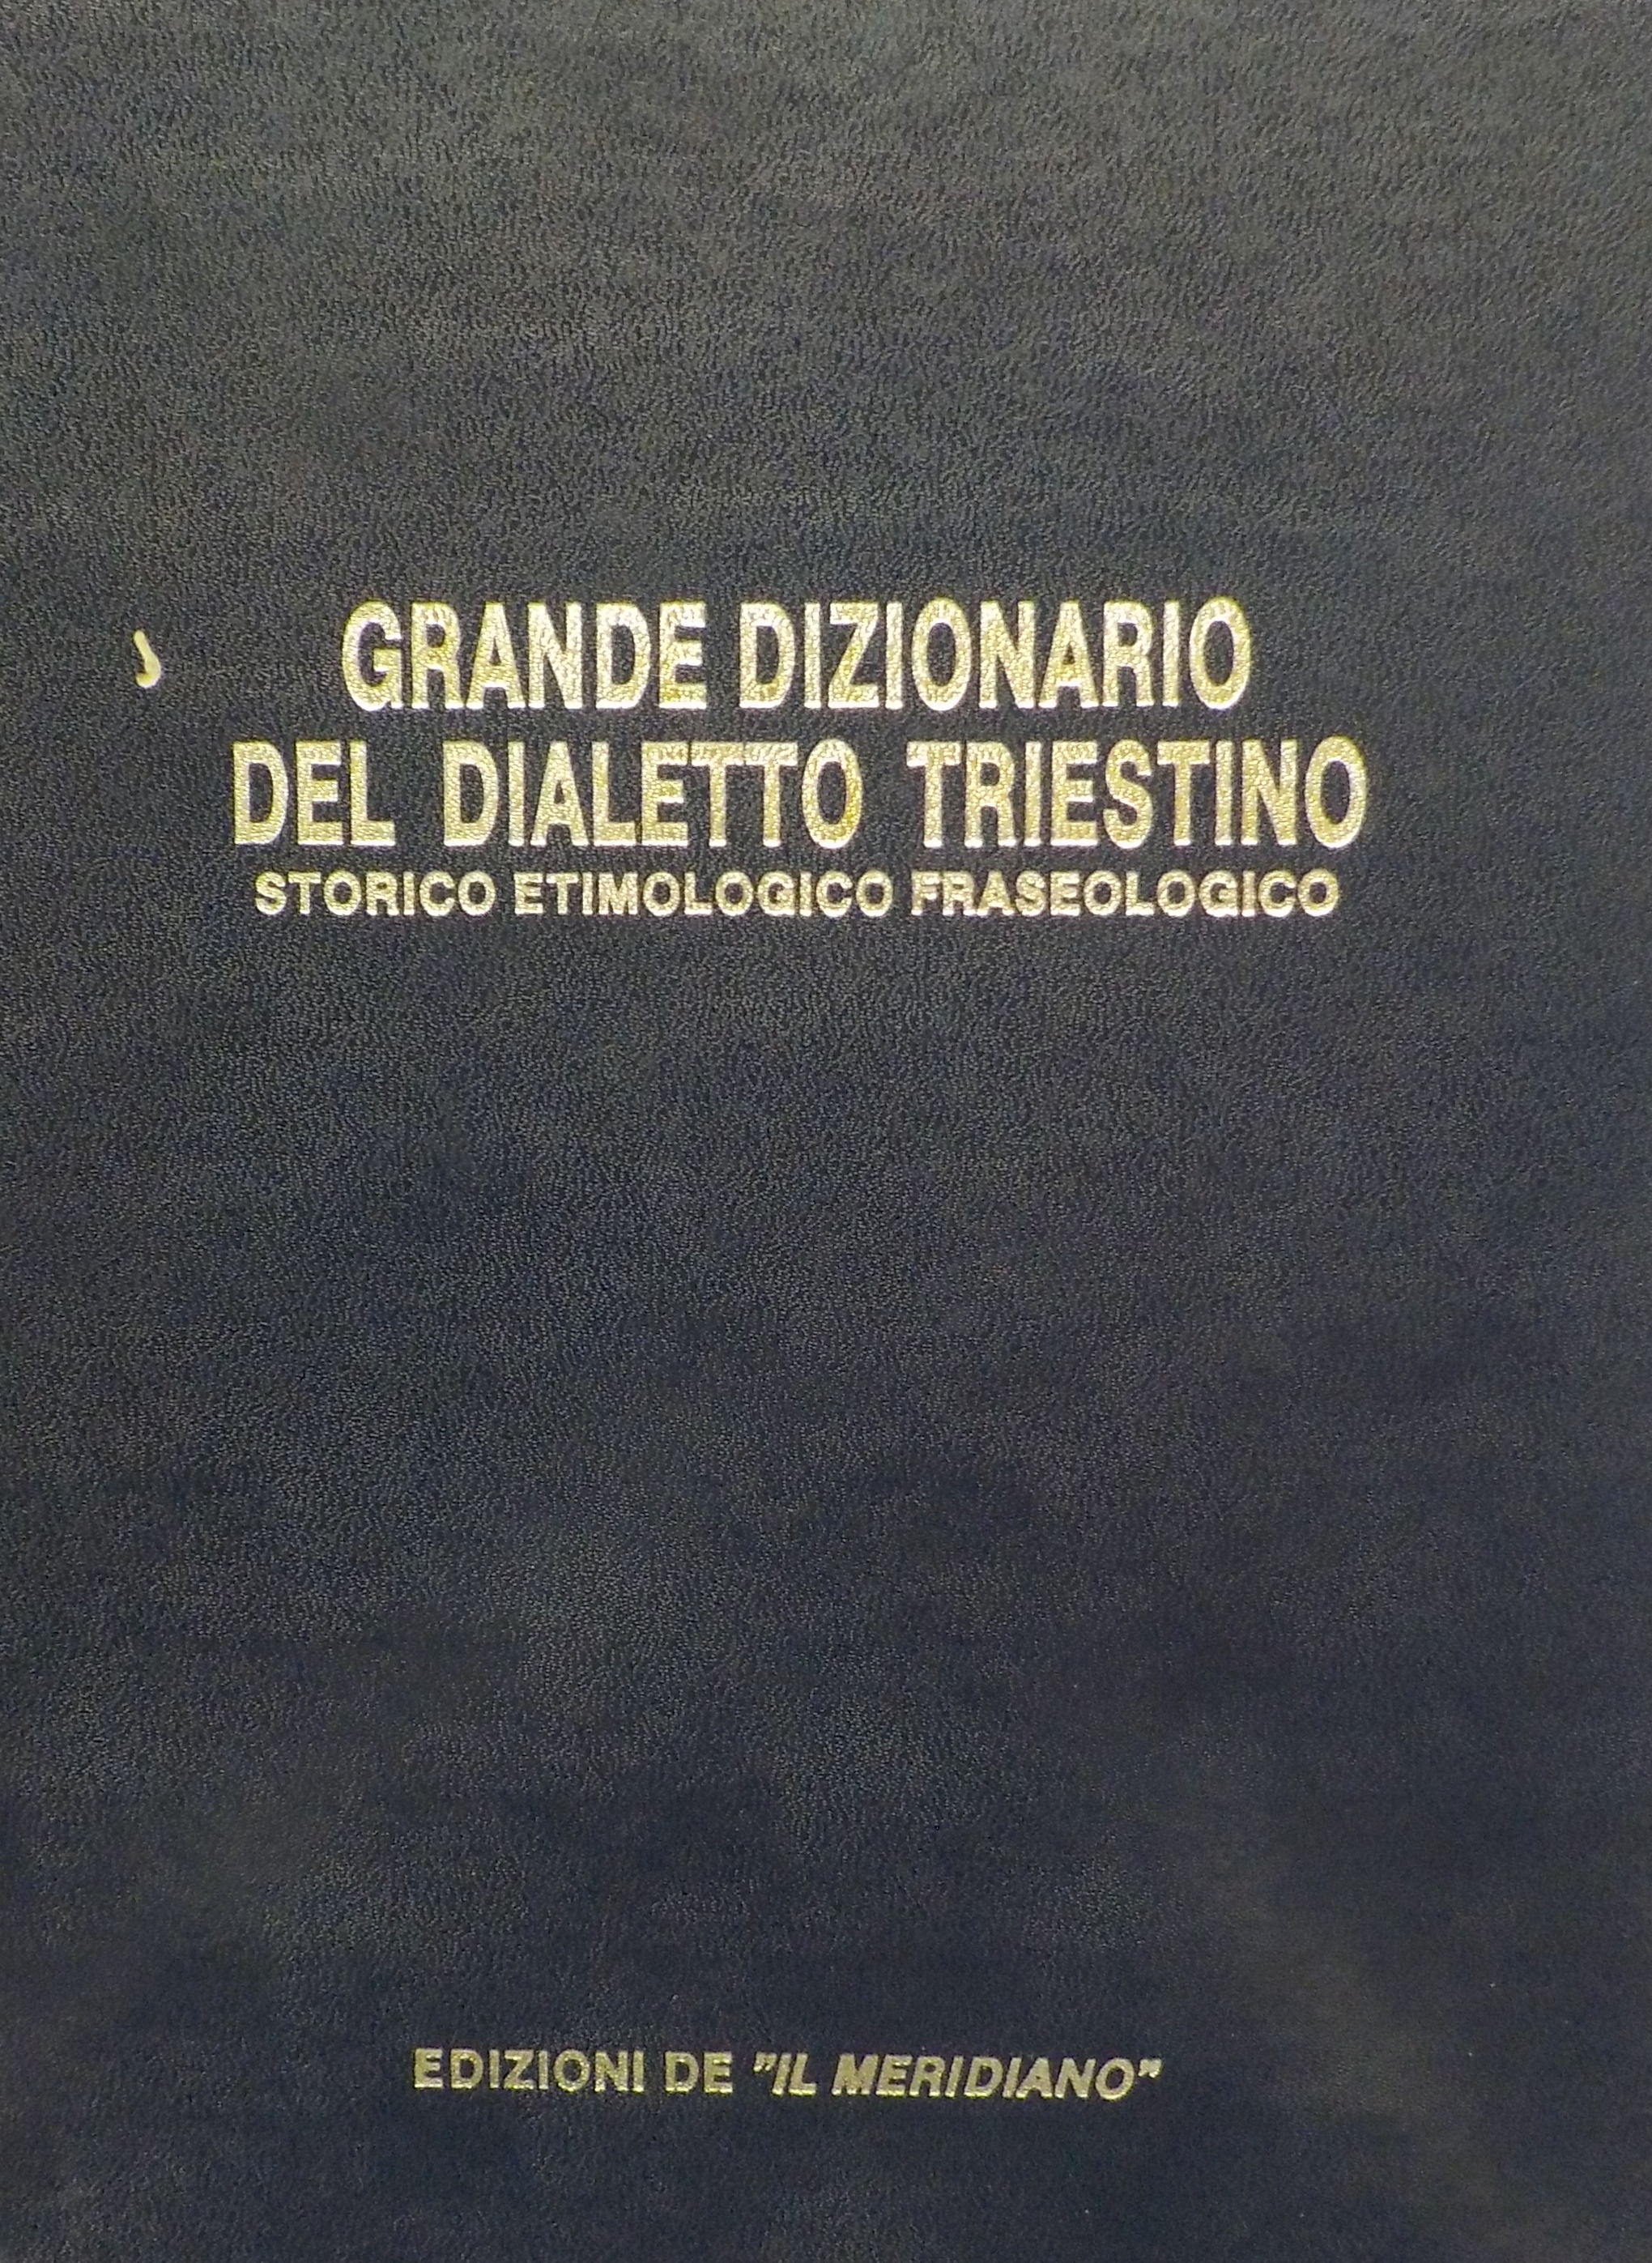 GRANDE DIZIONARIO
DEL DIALETTO TRIESTINO
STORICO ETIMOLOGICO FRASEOLOGICO
EDIZIONI DE "IL MERIDIANO"